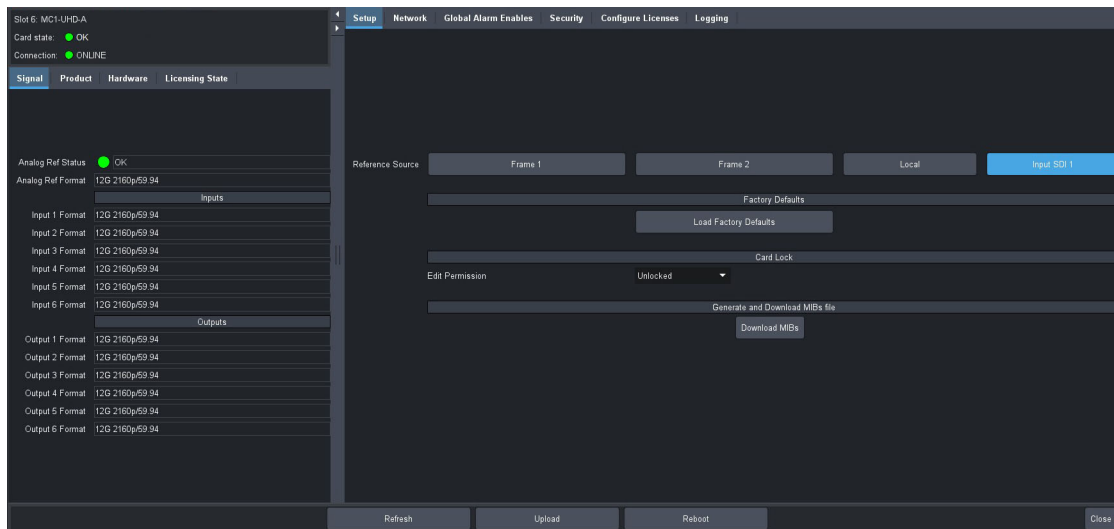 Slot 6: MC1-UHD-A
Card state: OK
Connection: ONLINE
Signal Product Hardware Licensing State
Analog Ref Status OK
Analog Ref Format 12G 2160p/59.94
Inputs
Input 1 Format 12G 2160p/59.94
Input 2 Format 12G 2160p/59.94
Input 3 Format 12G 2160p/59.94
Input 4 Format 12G 2160p/59.94
Input 5 Format 12G 2160p/59.94
Input 6 Format 12G 2160p/59.94
Outputs
Output 1 Format 12G 2160p/59.94
Output 2 Format 12G 2160p/59.94
Output 3 Format 12G 2160p/59.94
Output 4 Format 12G 2160p/59.94
Output 5 Format 12G 2160p/59.94
Output 6 Format 12G 2160p/59.94
Setup Network Global Alarm Enables Security Configure Licenses Logging
Reference Source Frame 1 Frame 2 Local Input SDI 1
Factory Defaults
Load Factory Defaults
Card Lock
Edit Permission Unlocked
Generate and Download MIBs file
Download MIBs
Refresh Upload Reboot Close